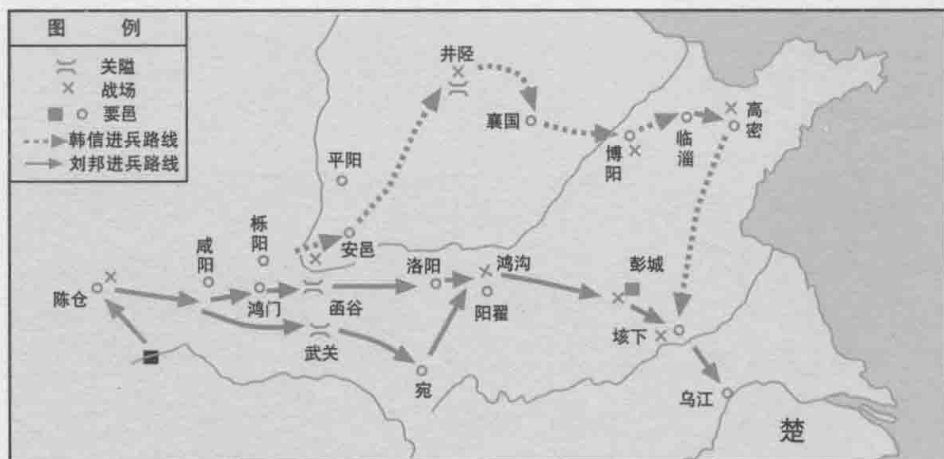 图 例
关隘
战场
要邑
韩信进兵路线
刘邦进兵路线
井陉
襄国
平阳
博阳
临淄
高密
安邑
栎阳
咸阳
陈仓
鸿门
函谷
洛阳
鸿沟
阳翟
彭城
垓下
武关
宛
乌江
楚